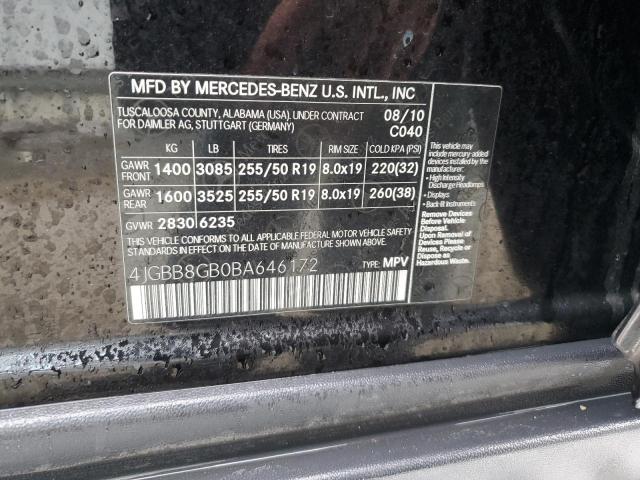 MFD BY MERCEDES-BENZ U.S. INTL., INC
TUSCALOOSA COUNTY, ALABAMA (USA). UNDER CONTRACT 08/10
FOR DAIMLER AG, STUTTGART (GERMANY) C040
KG LB TIRES RIM SIZE COLD KPA (PSI)
GAWR FRONT 1400 3085 255/50 R19 8.0x19 220(32)
GAWR REAR 1600 3525 255/50 R19 8.0x19 260(38)
GVWR 2830 6235
THIS VEHICLE CONFORMS TO ALL APPLICABLE FEDERAL MOTOR VEHICLE SAFETY
STANDARDS IN EFFECT ON THE DATE OF MANUFACTURE SHOWN ABOVE.
4JGBB8GB0BA646172 TYPE: MPV
This vehicle may
include mercury-added
devices installed by the
manufacturer:
• High Intensity
Discharge Headlamps
• Displays
• Bi Xenon Lamps
Remove Devices
Before Vehicle
Disposal.
Upon Removal of
Devices Please
Reuse, Recycle or
Dispose as
Hazardous Waste.